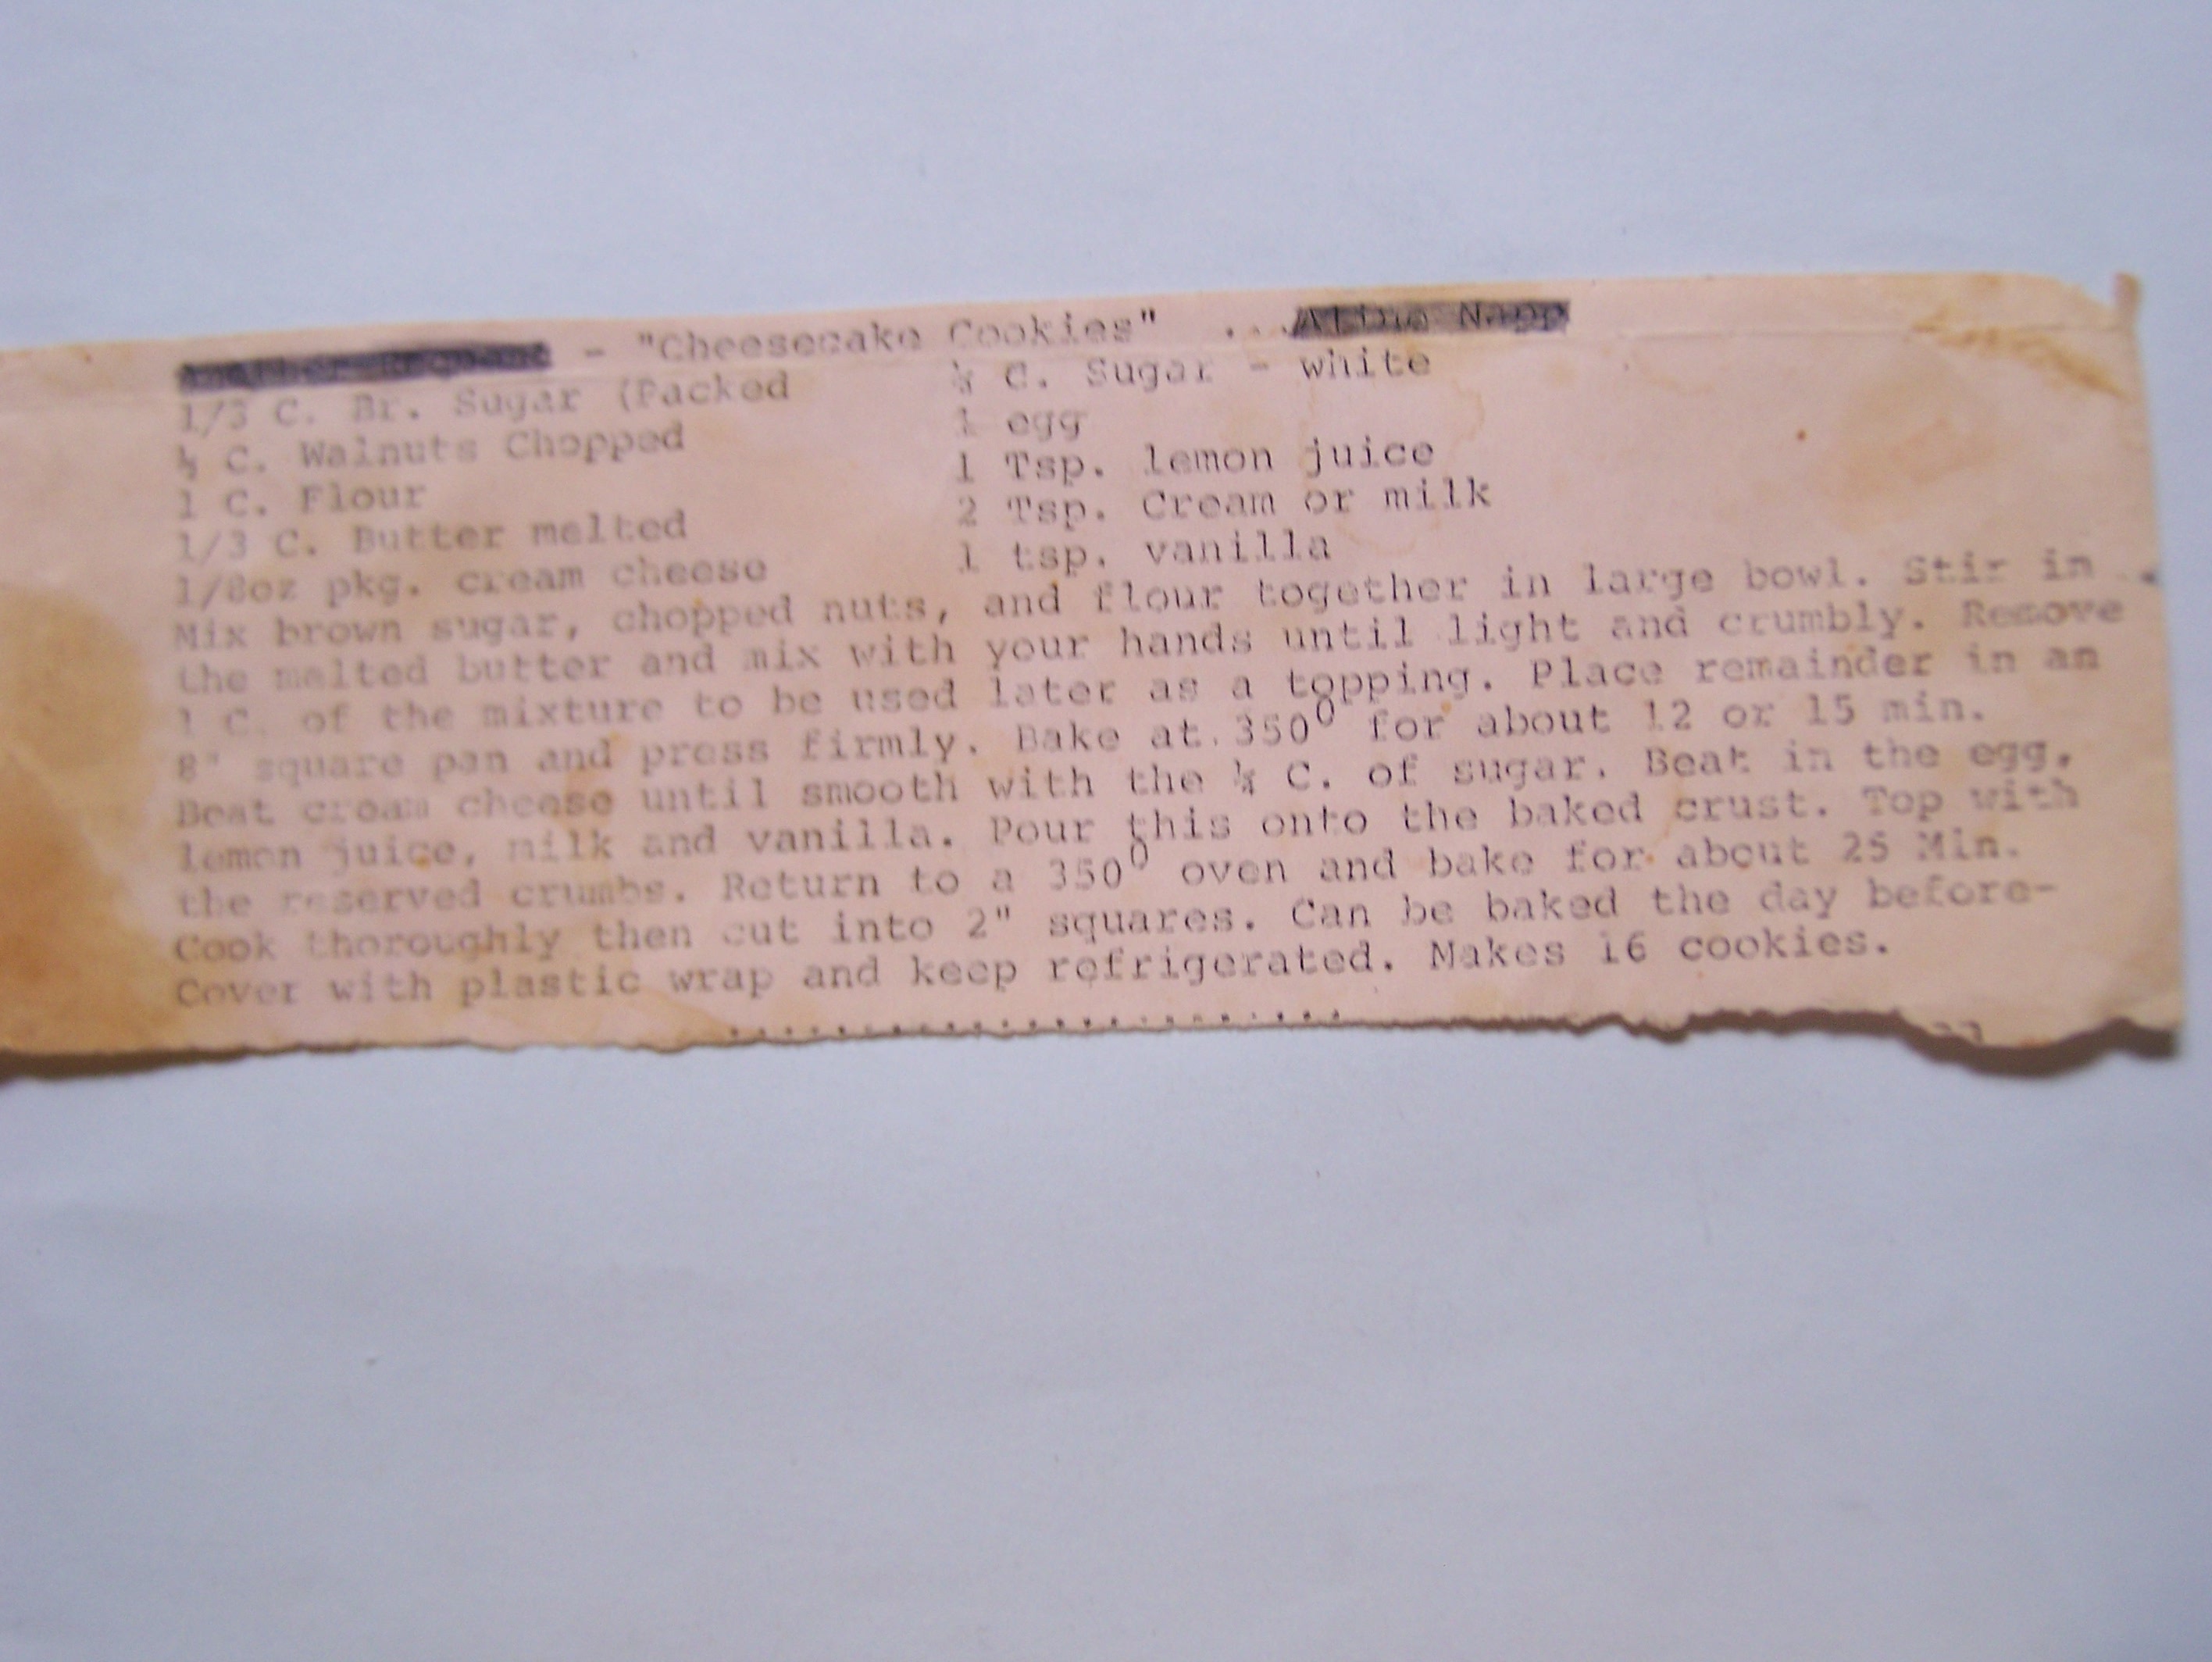 - "Cheesecake Cookies" ...
1/3 C. Br. Sugar (Packed
½ C. Walnuts Chopped
1 C. Flour
1/3 C. Butter melted
1/8oz pkg. cream cheese
¼ C. Sugar - white
1 egg
1 Tsp. lemon juice
2 Tsp. Cream or milk
1 tsp. vanilla
Mix brown sugar, chopped nuts, and flour together in large bowl. Stir in
the melted butter and mix with your hands until light and crumbly. Remove
1 C. of the mixture to be used later as a topping. Place remainder in an
8" square pan and press firmly. Bake at 350⁰ for about 12 or 15 min.
Beat cream cheese until smooth with the ¼ C. of sugar. Beat in the egg,
lemon juice, milk and vanilla. Pour this onto the baked crust. Top with
the reserved crumbs. Return to a 350⁰ oven and bake for about 25 Min.
Cook thoroughly then cut into 2" squares. Can be baked the day before-
Cover with plastic wrap and keep refrigerated. Makes 16 cookies.